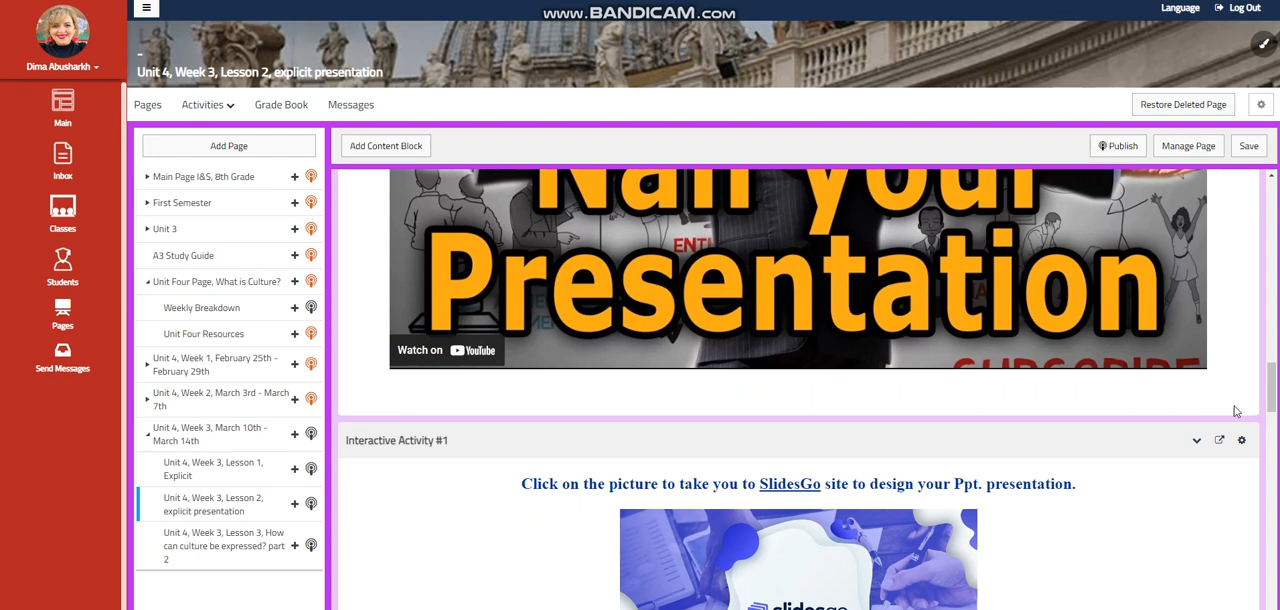 www.BANDICAM.com
Language
Log Out
Dima Abusharkh
-
Unit 4, Week 3, Lesson 2, explicit presentation
Main
Inbox
Classes
Students
Pages
Send Messages
Pages
Activities
Grade Book
Messages
Restore Deleted Page
Add Page
Main Page I&S, 8th Grade
First Semester
Unit 3
A3 Study Guide
Unit Four Page, What is Culture?
Weekly Breakdown
Unit Four Resources
Unit 4, Week 1, February 25th -
February 29th
Unit 4, Week 2, March 3rd - March
7th
Unit 4, Week 3, March 10th -
March 14th
Unit 4, Week 3, Lesson 1,
Explicit
Unit 4, Week 3, Lesson 2,
explicit presentation
Unit 4, Week 3, Lesson 3, How
can culture be expressed? part
2
Add Content Block
Publish
Manage Page
Save
your
Presentation
Watch on YouTube
SUBSCRIBE
Interactive Activity #1
Click on the picture to take you to SlidesGo site to design your Ppt. presentation.
slidesgo